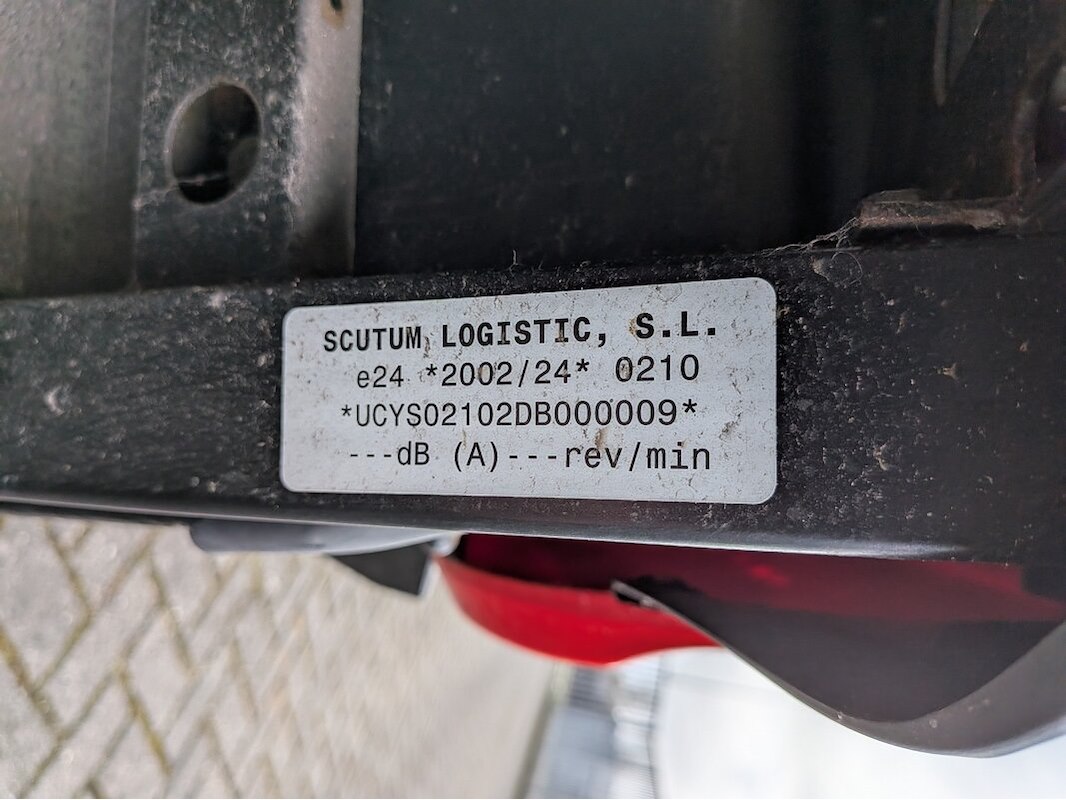 SCUTUM LOGISTIC, S.L.
e24 *2002/24* 0210
*UCYS02102DB000009*
---dB (A)---rev/min